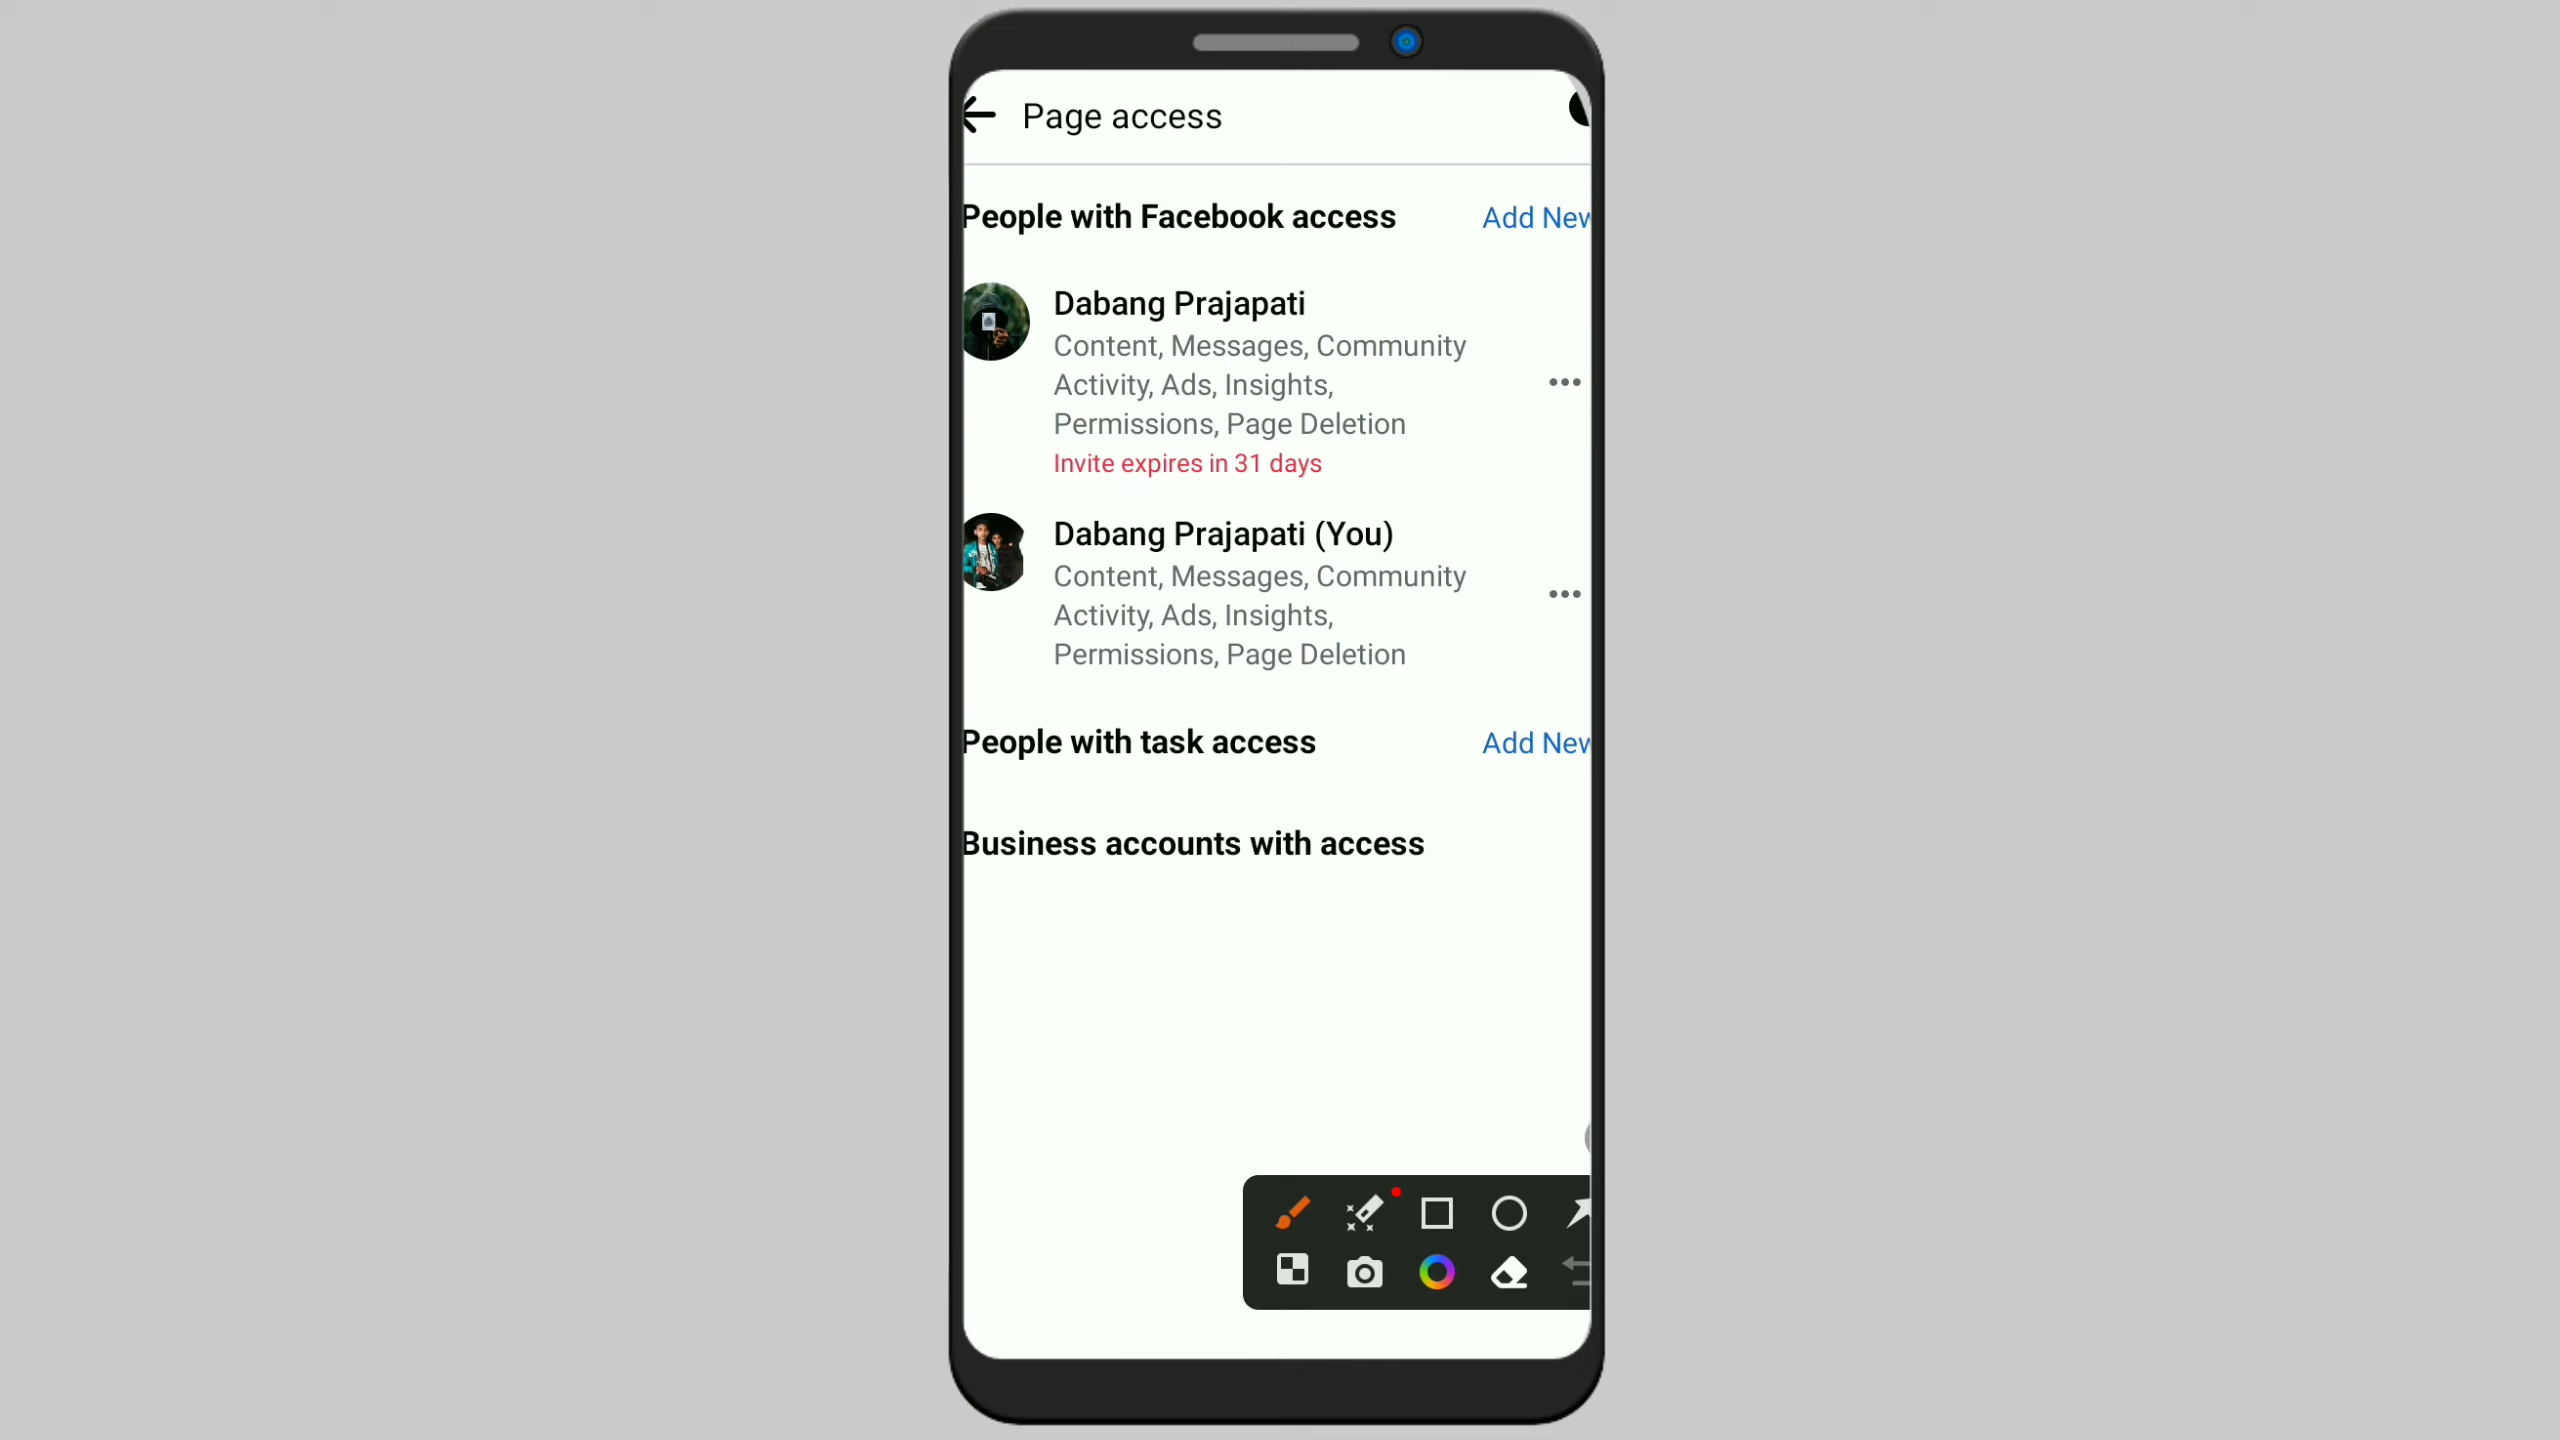 Page access
People with Facebook access
Add New
Dabang Prajapati
Content, Messages, Community
Activity, Ads, Insights,
Permissions, Page Deletion
Invite expires in 31 days
Dabang Prajapati (You)
Content, Messages, Community
Activity, Ads, Insights,
Permissions, Page Deletion
People with task access
Add New
Business accounts with access